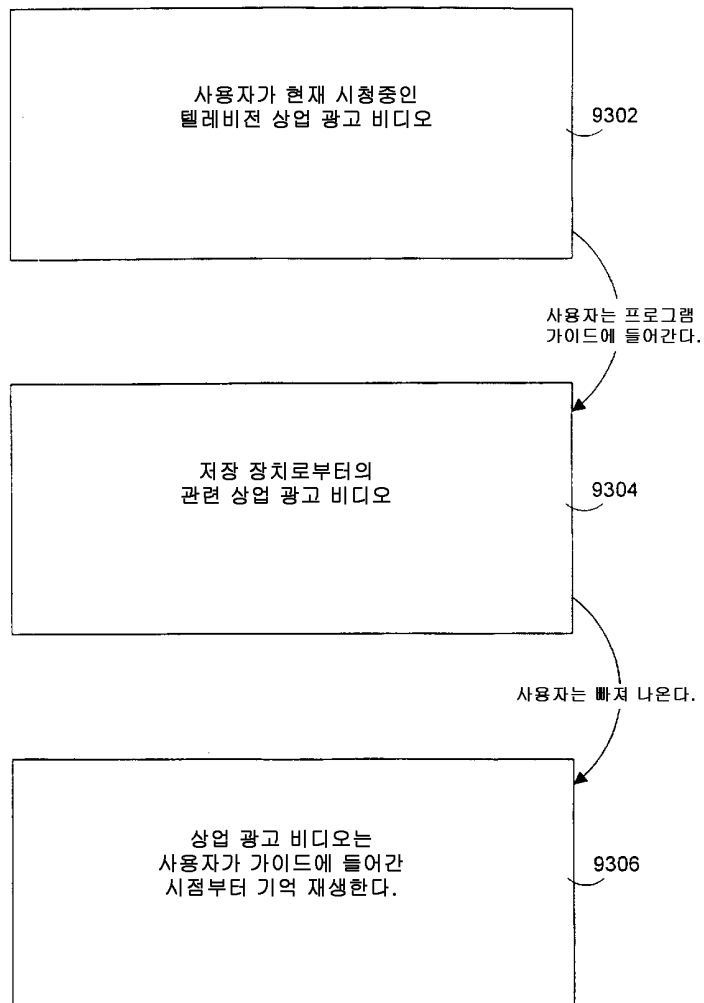 사용자가 현재 시청중인
텔레비전 상업 광고 비디오
9302
사용자는 프로그램
가이드에 들어간다.
저장 장치로부터의
관련 상업 광고 비디오
9304
사용자는 빠져 나온다.
상업 광고 비디오는
사용자가 가이드에 들어간
시점부터 기억 재생한다.
9306